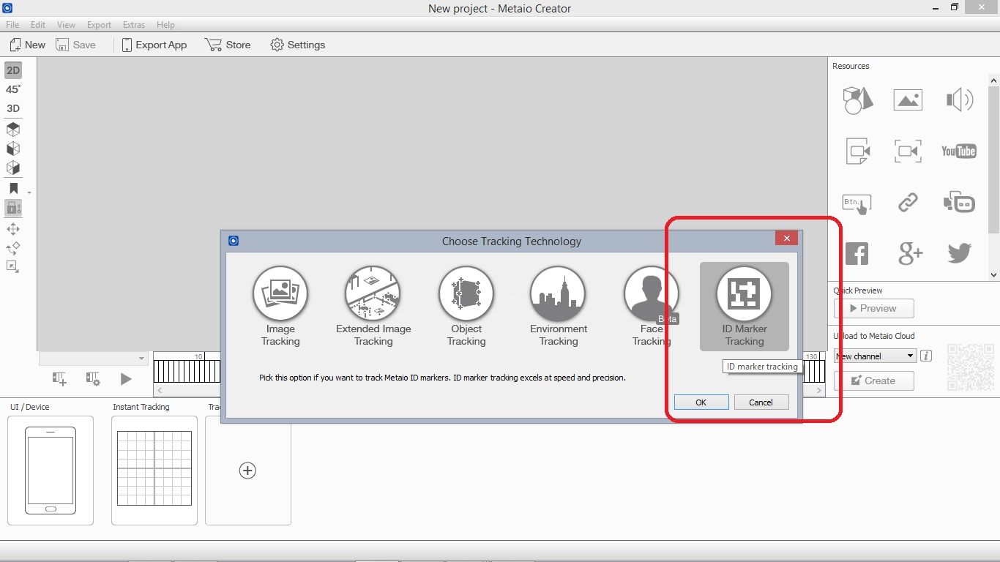 New project - Metaio Creator
File Edit View Export Extras Help
New Save Export App Store Settings
2D
45°
3D
Resources
YouTube
Btn.
g+
Choose Tracking Technology
Image
Tracking
Extended Image
Tracking
Object
Tracking
Environment
Tracking
Face
Tracking
Beta
ID Marker
Tracking
ID marker tracking
Pick this option if you want to track Metaio ID markers. ID marker tracking excels at speed and precision.
OK Cancel
Quick Preview
Preview
Upload to Metaio Cloud
New channel
i
Create
10
130
UI / Device
Instant Tracking
Trac